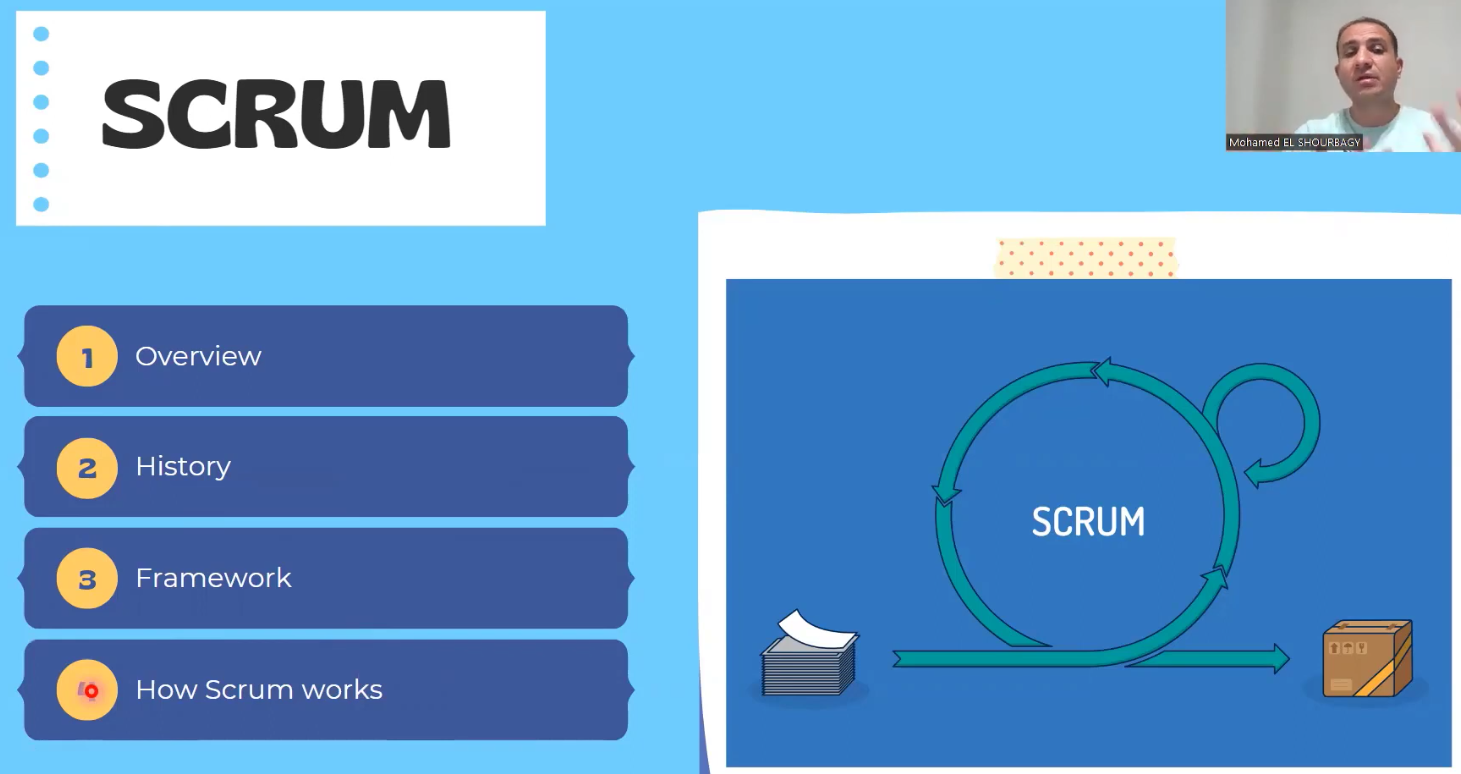 SCRUM
Mohamed EL SHOURBAGY
1 Overview
2 History
3 Framework
How Scrum works
SCRUM